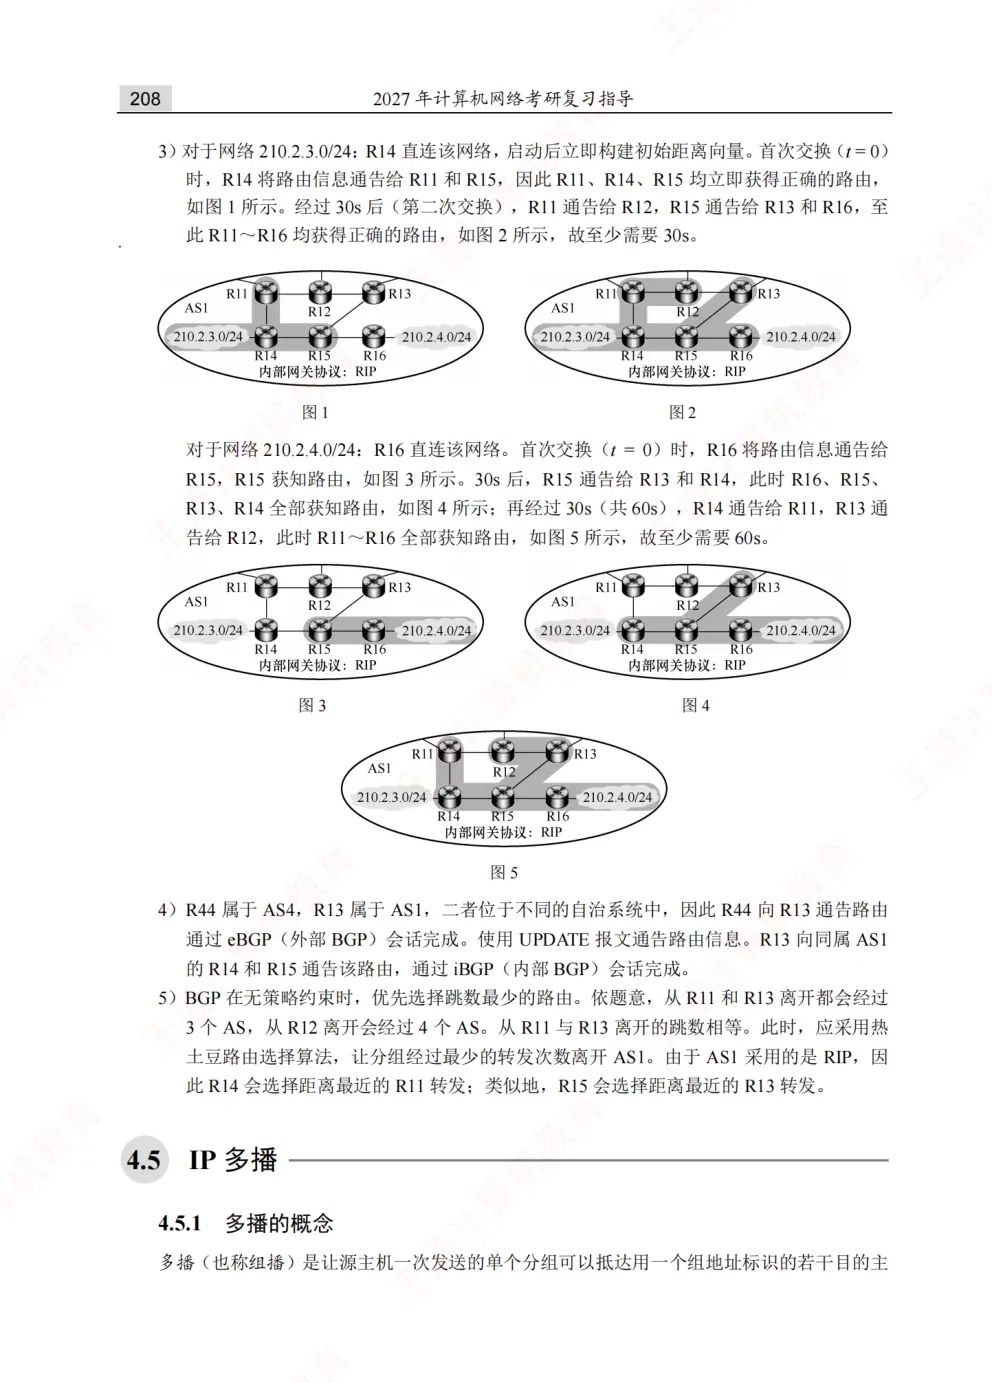 208
2027 年计算机网络考研复习指导
3）对于网络 210.2.3.0/24：R14 直连该网络，启动后立即构建初始距离向量。首次交换（t = 0）
时，R14 将路由信息通告给 R11 和 R15，因此 R11、R14、R15 均立即获得正确的路由，
如图 1 所示。经过 30s 后（第二次交换），R11 通告给 R12，R15 通告给 R13 和 R16，至
此 R11～R16 均获得正确的路由，如图 2 所示，故至少需要 30s。
R11 R13
AS1 R12
210.2.3.0/24 210.2.4.0/24
R14 R15 R16
内部网关协议：RIP
图 1
R11 R13
AS1 R12
210.2.3.0/24 210.2.4.0/24
R14 R15 R16
内部网关协议：RIP
图 2
对于网络 210.2.4.0/24：R16 直连该网络。首次交换（t = 0）时，R16 将路由信息通告给
R15，R15 获知路由，如图 3 所示。30s 后，R15 通告给 R13 和 R14，此时 R16、R15、
R13、R14 全部获知路由，如图 4 所示；再经过 30s（共 60s），R14 通告给 R11，R13 通
告给 R12，此时 R11～R16 全部获知路由，如图 5 所示，故至少需要 60s。
R11 R13
AS1 R12
210.2.3.0/24 210.2.4.0/24
R14 R15 R16
内部网关协议：RIP
图 3
R11 R13
AS1 R12
210.2.3.0/24 210.2.4.0/24
R14 R15 R16
内部网关协议：RIP
图 4
R11 R13
AS1 R12
210.2.3.0/24 210.2.4.0/24
R14 R15 R16
内部网关协议：RIP
图 5
4）R44 属于 AS4，R13 属于 AS1，二者位于不同的自治系统中，因此 R44 向 R13 通告路由
通过 eBGP（外部 BGP）会话完成。使用 UPDATE 报文通告路由信息。R13 向同属 AS1
的 R14 和 R15 通告该路由，通过 iBGP（内部 BGP）会话完成。
5）BGP 在无策略约束时，优先选择跳数最少的路由。依题意，从 R11 和 R13 离开都会经过
3 个 AS，从 R12 离开会经过 4 个 AS。从 R11 与 R13 离开的跳数相等。此时，应采用热
土豆路由选择算法，让分组经过最少的转发次数离开 AS1。由于 AS1 采用的是 RIP，因
此 R14 会选择距离最近的 R11 转发；类似地，R15 会选择距离最近的 R13 转发。
4.5 IP 多播
4.5.1 多播的概念
多播（也称组播）是让源主机一次发送的单个分组可以抵达用一个组地址标识的若干目的主